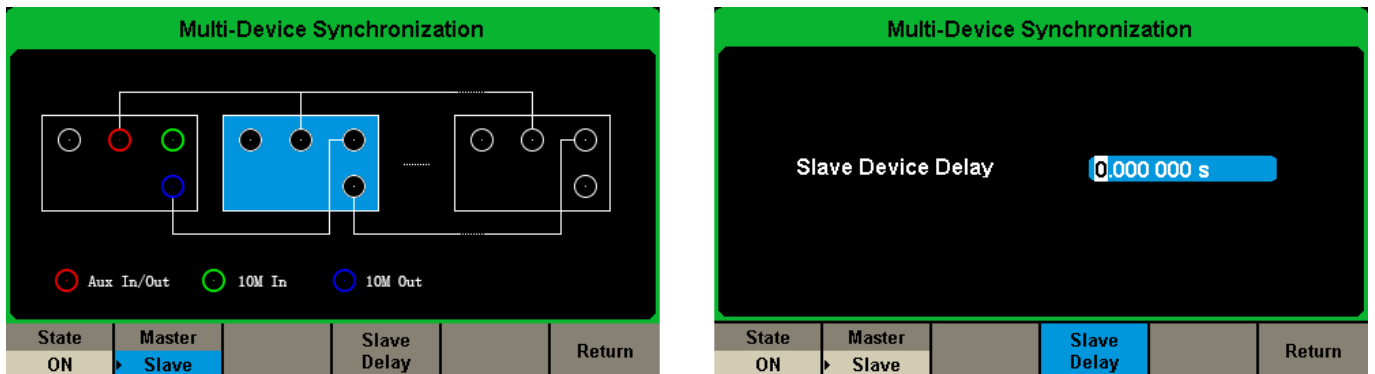 Multi-Device Synchronization
Aux In/Out 10M In 10M Out
State Master Slave
ON Slave Delay Return
Multi-Device Synchronization
Slave Device Delay 0.000 000 s
State Master Slave
ON Slave Delay Return